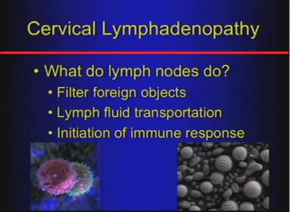 Cervical Lymphadenopathy
• What do lymph nodes do?
• Filter foreign objects
• Lymph fluid transportation
• Initiation of immune response